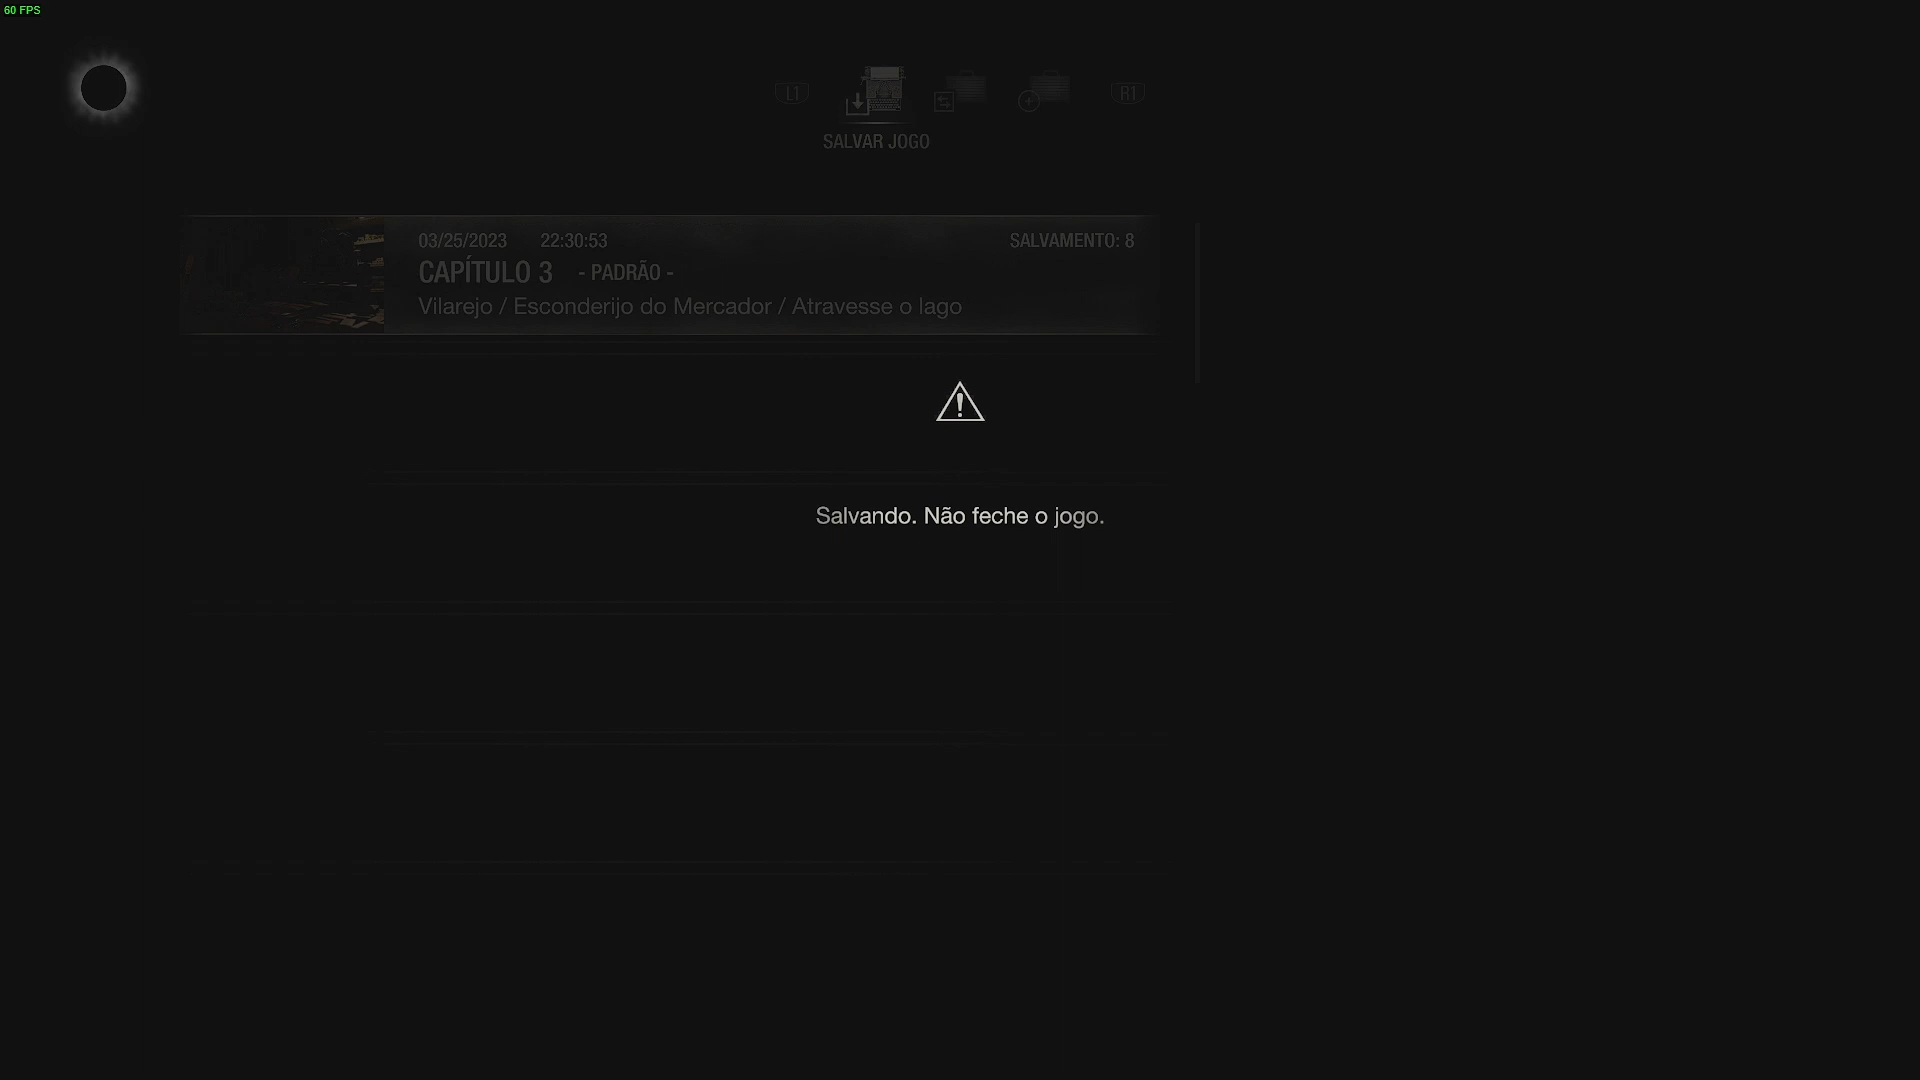 60 FPS
L1
R1
SALVAR JOGO
03/25/2023 22:30:53 SALVAMENTO: 8
CAPÍTULO 3 - PADRÃO -
Vilarejo / Esconderijo do Mercador / Atravesse o lago
Salvando. Não feche o jogo.